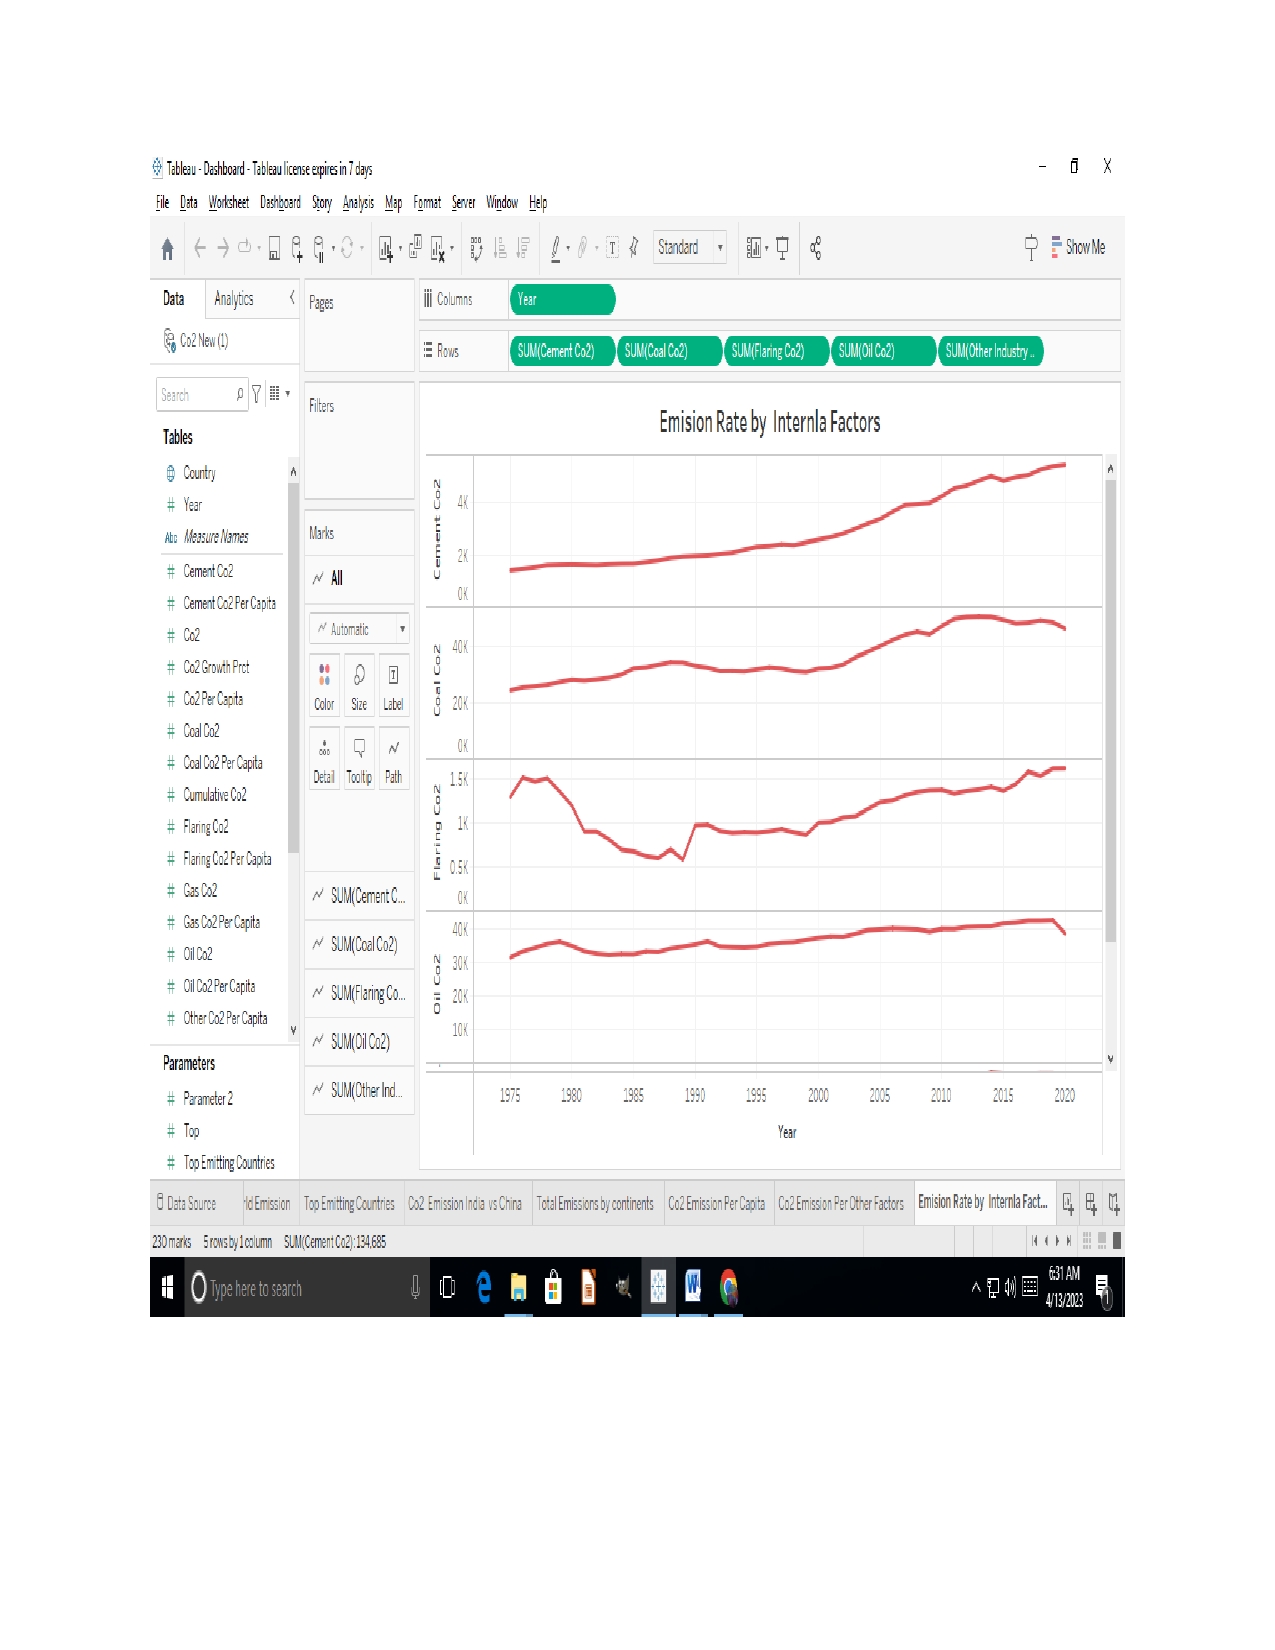 Tableau - Dashboard - Tableau license expires in 7 days
File Data Worksheet Dashboard Story Analysis Map Format Server Window Help
Standard
Show Me
Data Analytics
Co2 New (1)
Search
Tables
Country
Year
Abc Measure Names
Cement Co2
Cement Co2 Per Capita
Co2
Co2 Growth Prct
Co2 Per Capita
Coal Co2
Coal Co2 Per Capita
Cumulative Co2
Flaring Co2
Flaring Co2 Per Capita
Gas Co2
Gas Co2 Per Capita
Oil Co2
Oil Co2 Per Capita
Other Co2 Per Capita
Parameters
Parameter 2
Top
Top Emitting Countries
Pages
Filters
Marks
All
Automatic
Color Size Label
Detail Tooltip Path
SUM(Cement C...
SUM(Coal Co2)
SUM(Flaring Co...
SUM(Oil Co2)
SUM(Other Ind...
Columns Year
Rows SUM(Cement Co2) SUM(Coal Co2) SUM(Flaring Co2) SUM(Oil Co2) SUM(Other Industry ..
Emision Rate by Internla Factors
Cement Co2
4K
2K
0K
Coal Co2
40K
20K
0K
Flaring Co2
1.5K
1K
0.5K
0K
Oil Co2
40K
30K
20K
10K
1975 1980 1985 1990 1995 2000 2005 2010 2015 2020
Year
Data Source ld Emission Top Emitting Countries Co2 Emission India vs China Total Emissions by continents Co2 Emission Per Capita Co2 Emission Per Other Factors Emision Rate by Internla Fact...
230 marks 5 rows by 1 column SUM(Cement Co2): 134,685
Type here to search
6:31 AM
4/13/2023
1